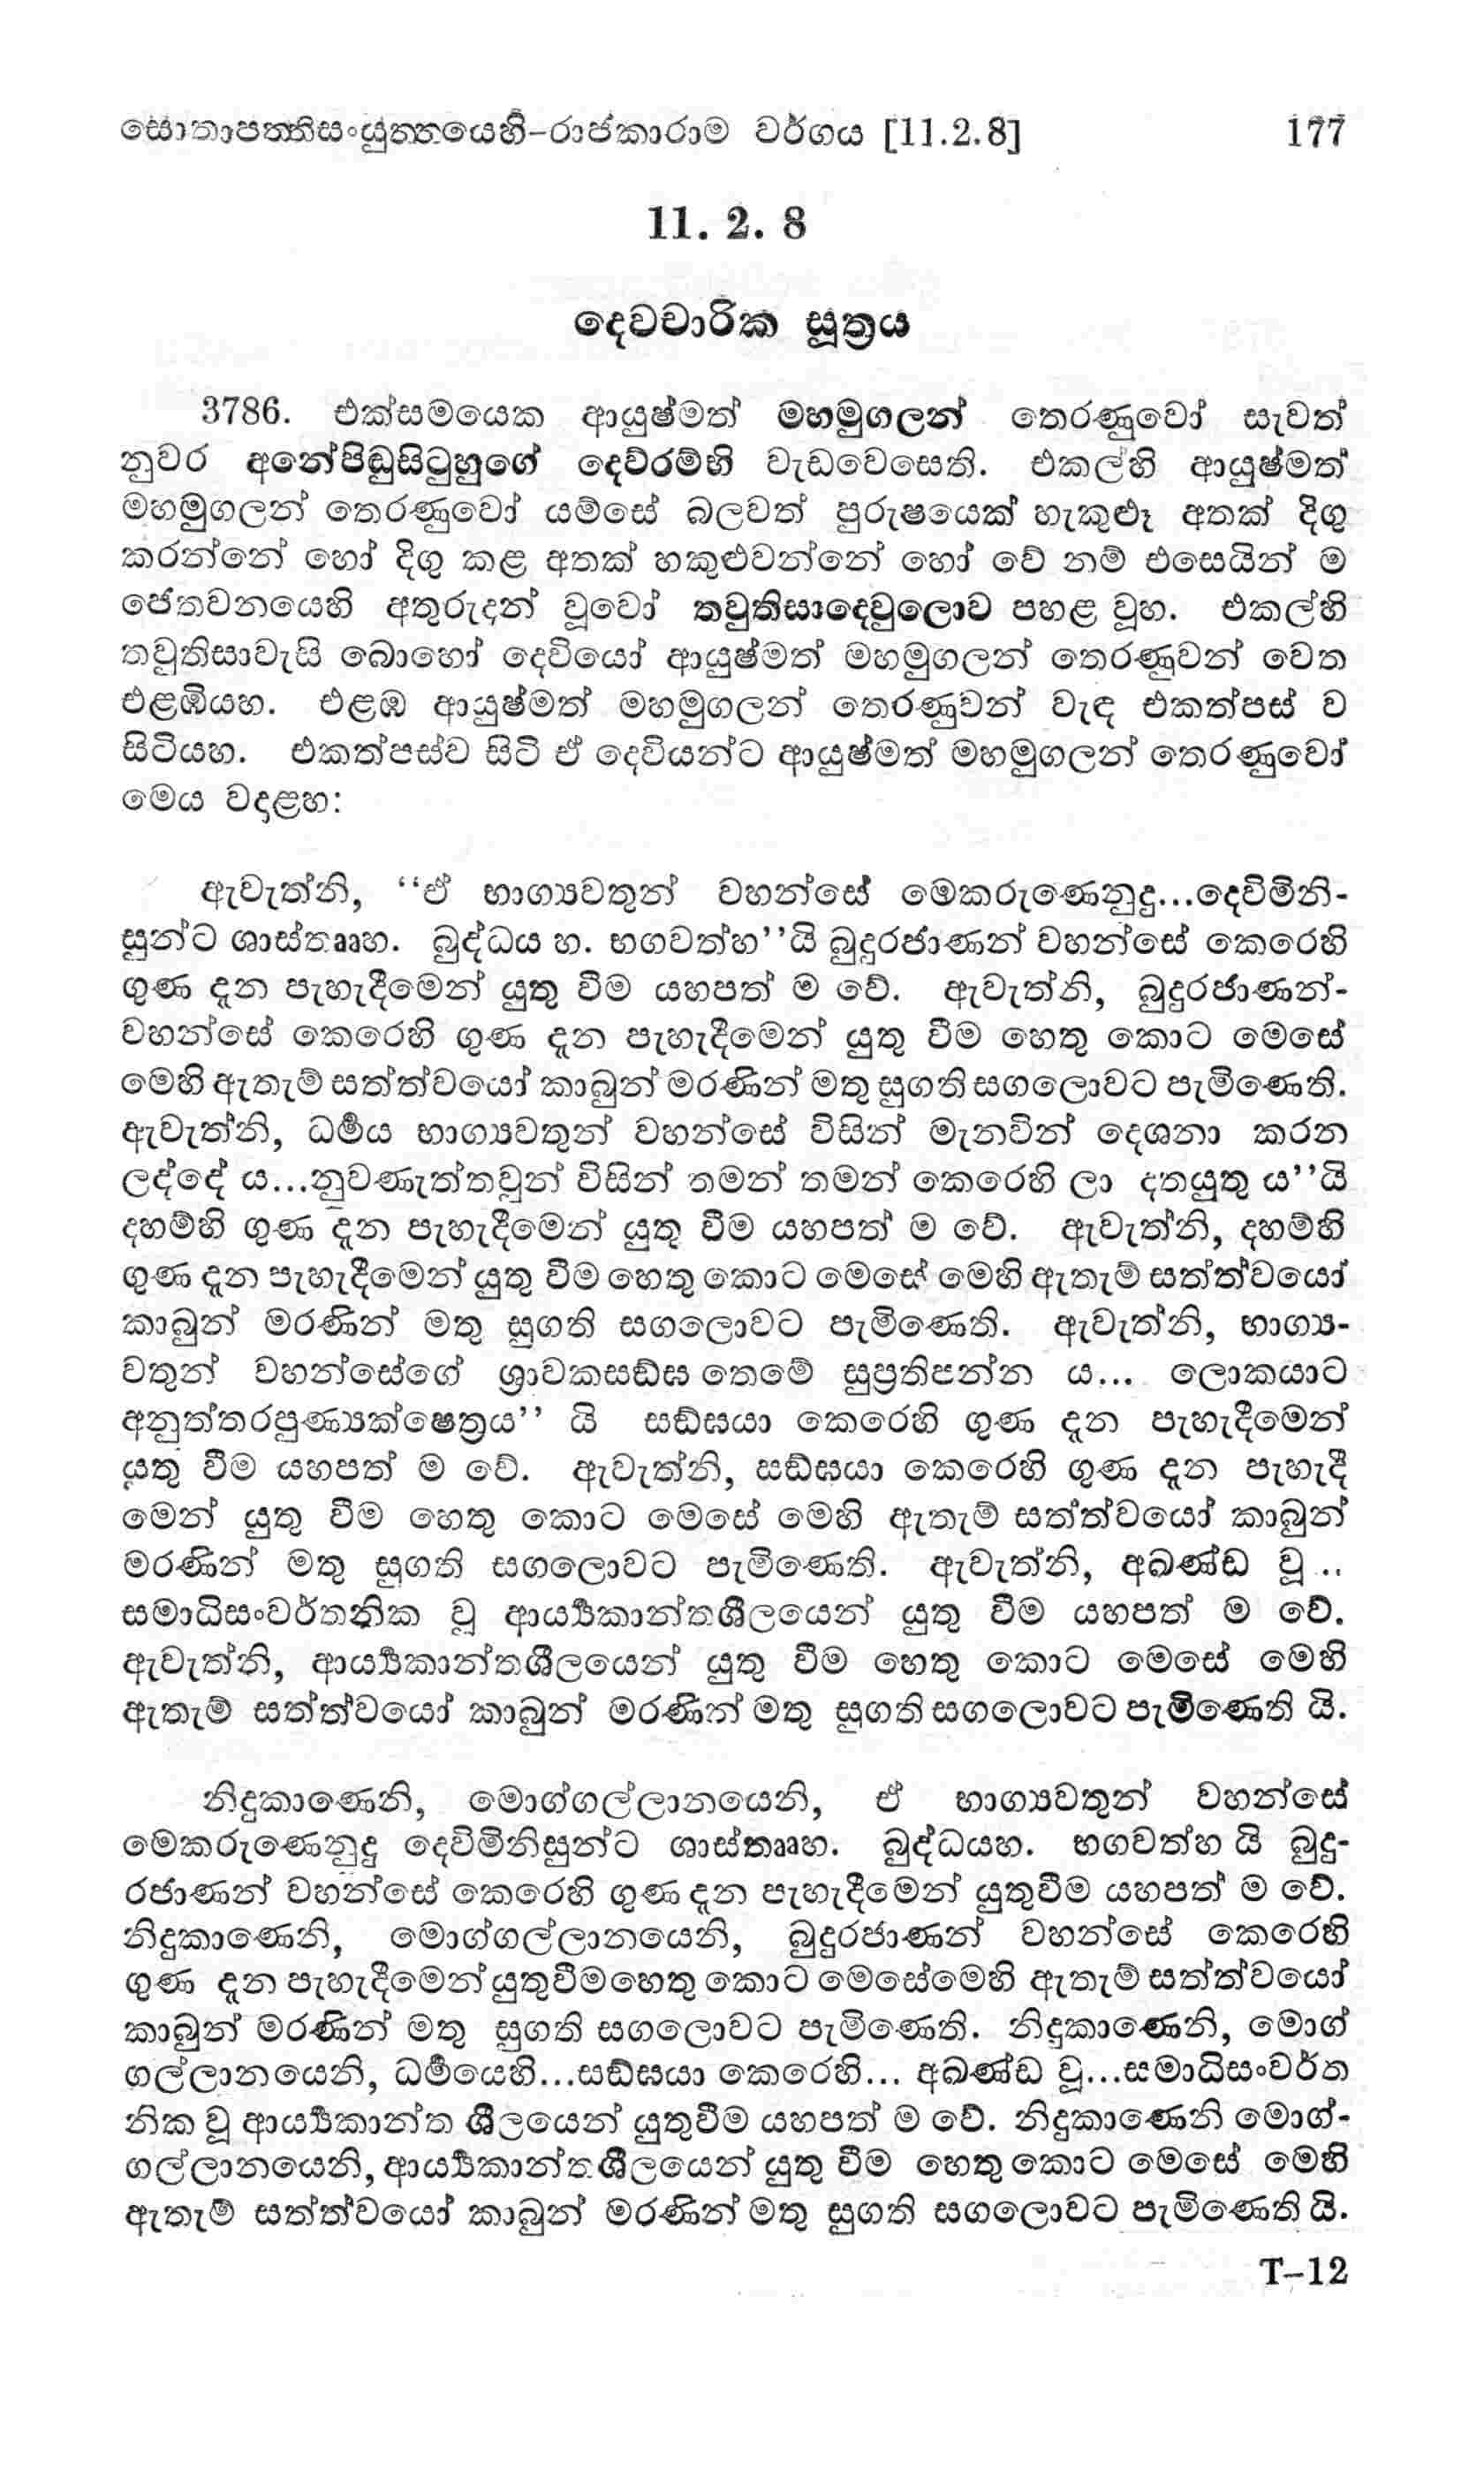 සොතාපත්තිසංයුත්තයෙහි-රාජකාරාම වර්ගය [11.2.8] 177
11. 2. 8
දෙවචාරික සූත්‍රය
3786. එක්සමයෙක ආයුෂ්මත් මහමුගලන් තෙරණුවෝ සැවත්
නුවර අනේපිඬුසිටුහුගේ දෙව්රම්හි වැඩවෙසෙති. එකල්හි ආයුෂ්මත්
මහමුගලන් තෙරණුවෝ යම්සේ බලවත් පුරුෂයෙක් හැකුළූ අතක් දිගු
කරන්නේ හෝ දිගු කළ අතක් හකුළුවන්නේ හෝ වේ නම් එසෙයින් ම
ජේතවනයෙහි අතුරුදන් වූවෝ තවුතිසාදෙවුලොව පහළ වූහ. එකල්හි
තවුතිසාවැසි බොහෝ දෙවියෝ ආයුෂ්මත් මහමුගලන් තෙරණුවන් වෙත
එළඹියහ. එළඹ ආයුෂ්මත් මහමුගලන් තෙරණුවන් වැඳ එකත්පස් ව
සිටියහ. එකත්පස්ව සිටි ඒ දෙවියන්ට ආයුෂ්මත් මහමුගලන් තෙරණුවෝ
මෙය වදාළහ:
ඇවැත්නි, “ඒ භාග්‍යවතුන් වහන්සේ මෙකරුණෙනුදු...දෙවිමිනි-
සුන්ට ශාස්තෲහ. බුද්ධය හ. භගවත්හ”යි බුදුරජාණන් වහන්සේ කෙරෙහි
ගුණ දැන පැහැදීමෙන් යුතු වීම යහපත් ම වේ. ඇවැත්නි, බුදුරජාණන්-
වහන්සේ කෙරෙහි ගුණ දැන පැහැදීමෙන් යුතු වීම හෙතු කොට මෙසේ
මෙහි ඇතැම් සත්ත්වයෝ කාබුන් මරණින් මතු සුගති සගලොවට පැමිණෙති.
ඇවැත්නි, ධර්‍මය භාග්‍යවතුන් වහන්සේ විසින් මැනවින් දෙශනා කරන
ලද්දේ ය...නුවණැත්තවුන් විසින් තමන් තමන් කෙරෙහි ලා දතයුතු ය”යි
දහම්හි ගුණ දැන පැහැදීමෙන් යුතු වීම යහපත් ම වේ. ඇවැත්නි, දහම්හි
ගුණ දැන පැහැදීමෙන් යුතු වීම හෙතු කොට මෙසේ මෙහි ඇතැම් සත්ත්වයෝ
කාබුන් මරණින් මතු සුගති සගලොවට පැමිණෙති. ඇවැත්නි, භාග්‍ය-
වතුන් වහන්සේගේ ශ්‍රාවකසඞ්ඝ තෙමේ සුප්‍රතිපන්න ය... ලොකයාට
අනුත්තරපුණ්‍යක්ෂෙත්‍රය” යි සඞ්ඝයා කෙරෙහි ගුණ දැන පැහැදීමෙන්
යුතු වීම යහපත් ම වේ. ඇවැත්නි, සඞ්ඝයා කෙරෙහි ගුණ දැන පැහැදී
මෙන් යුතු වීම හෙතු කොට මෙසේ මෙහි ඇතැම් සත්ත්වයෝ කාබුන්
මරණින් මතු සුගති සගලොවට පැමිණෙති. ඇවැත්නි, අඛණ්ඩ වූ ..
සමාධිසංවර්තනික වූ ආර්‍ය්‍යකාන්තශීලයෙන් යුතු වීම යහපත් ම වේ.
ඇවැත්නි, ආර්‍ය්‍යකාන්තශීලයෙන් යුතු වීම හෙතු කොට මෙසේ මෙහි
ඇතැම් සත්ත්වයෝ කාබුන් මරණින් මතු සුගති සගලොවට පැමිණෙති යි.
නිදුකාණෙනි, මොග්ගල්ලානයෙනි, ඒ භාග්‍යවතුන් වහන්සේ
මෙකරුණෙනුදු දෙවිමිනිසුන්ට ශාස්තෲහ. බුද්ධයහ. භගවත්හ යි බුදු-
රජාණන් වහන්සේ කෙරෙහි ගුණ දැන පැහැදීමෙන් යුතුවීම යහපත් ම වේ.
නිදුකාණෙනි, මොග්ගල්ලානයෙනි, බුදුරජාණන් වහන්සේ කෙරෙහි
ගුණ දැන පැහැදීමෙන් යුතුවීමහෙතු කොට මෙසේමෙහි ඇතැම් සත්ත්වයෝ
කාබුන් මරණින් මතු සුගති සගලොවට පැමිණෙති. නිදුකාණෙනි, මොග්
ගල්ලානයෙනි, ධර්‍මයෙහි...සඞ්ඝයා කෙරෙහි... අඛණ්ඩ වූ...සමාධිසංවර්ත
නික වූ ආර්‍ය්‍යකාන්ත ශීලයෙන් යුතුවීම යහපත් ම වේ. නිදුකාණෙනි මොග්-
ගල්ලානයෙනි, ආර්‍ය්‍යකාන්තශීලයෙන් යුතු වීම හෙතු කොට මෙසේ මෙහි
ඇතැම් සත්ත්වයෝ කාබුන් මරණින් මතු සුගති සගලොවට පැමිණෙති යි.
T-12